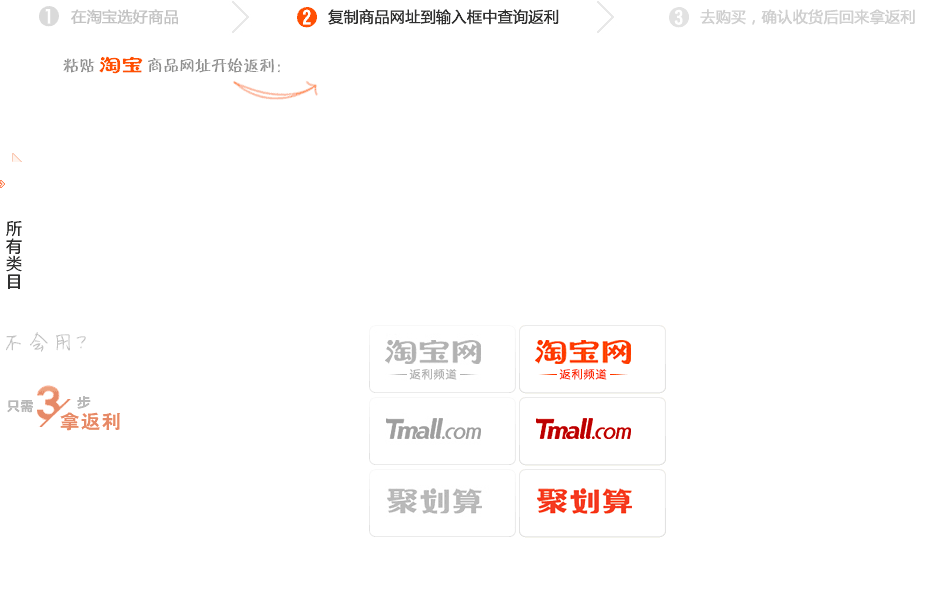 1 在淘宝选好商品
2 复制商品网址到输入框中查询返利
3 去购买，确认收货后回来拿返利
粘贴 淘宝 商品网址开始返利：
所有类目
不会用？
只需3步
拿返利
淘宝网
返利频道
淘宝网
返利频道
Tmall.com
Tmall.com
聚划算
聚划算